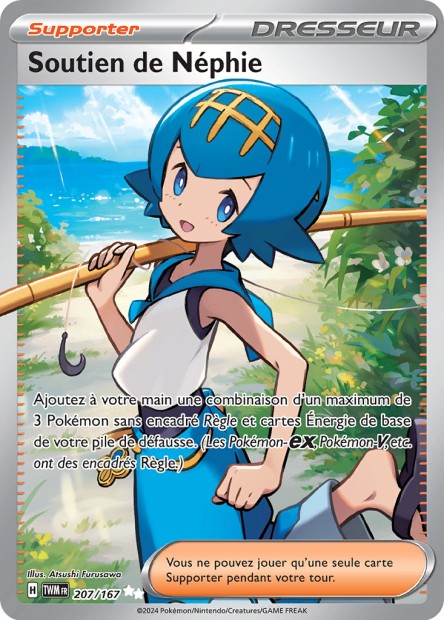 Supporter DRESSEUR
Soutien de Néphie
Ajoutez à votre main une combinaison d'un maximum de
3 Pokémon sans encadré Règle et cartes Énergie de base
de votre pile de défausse. (Les Pokémon-ex Pokémon-V, etc.
ont des encadrés Règle.)
Vous ne pouvez jouer qu'une seule carte
Supporter pendant votre tour.
Illus. Atsushi Furusawa
H TWM FR 207/167
©2024 Pokémon/Nintendo/Creatures/GAME FREAK